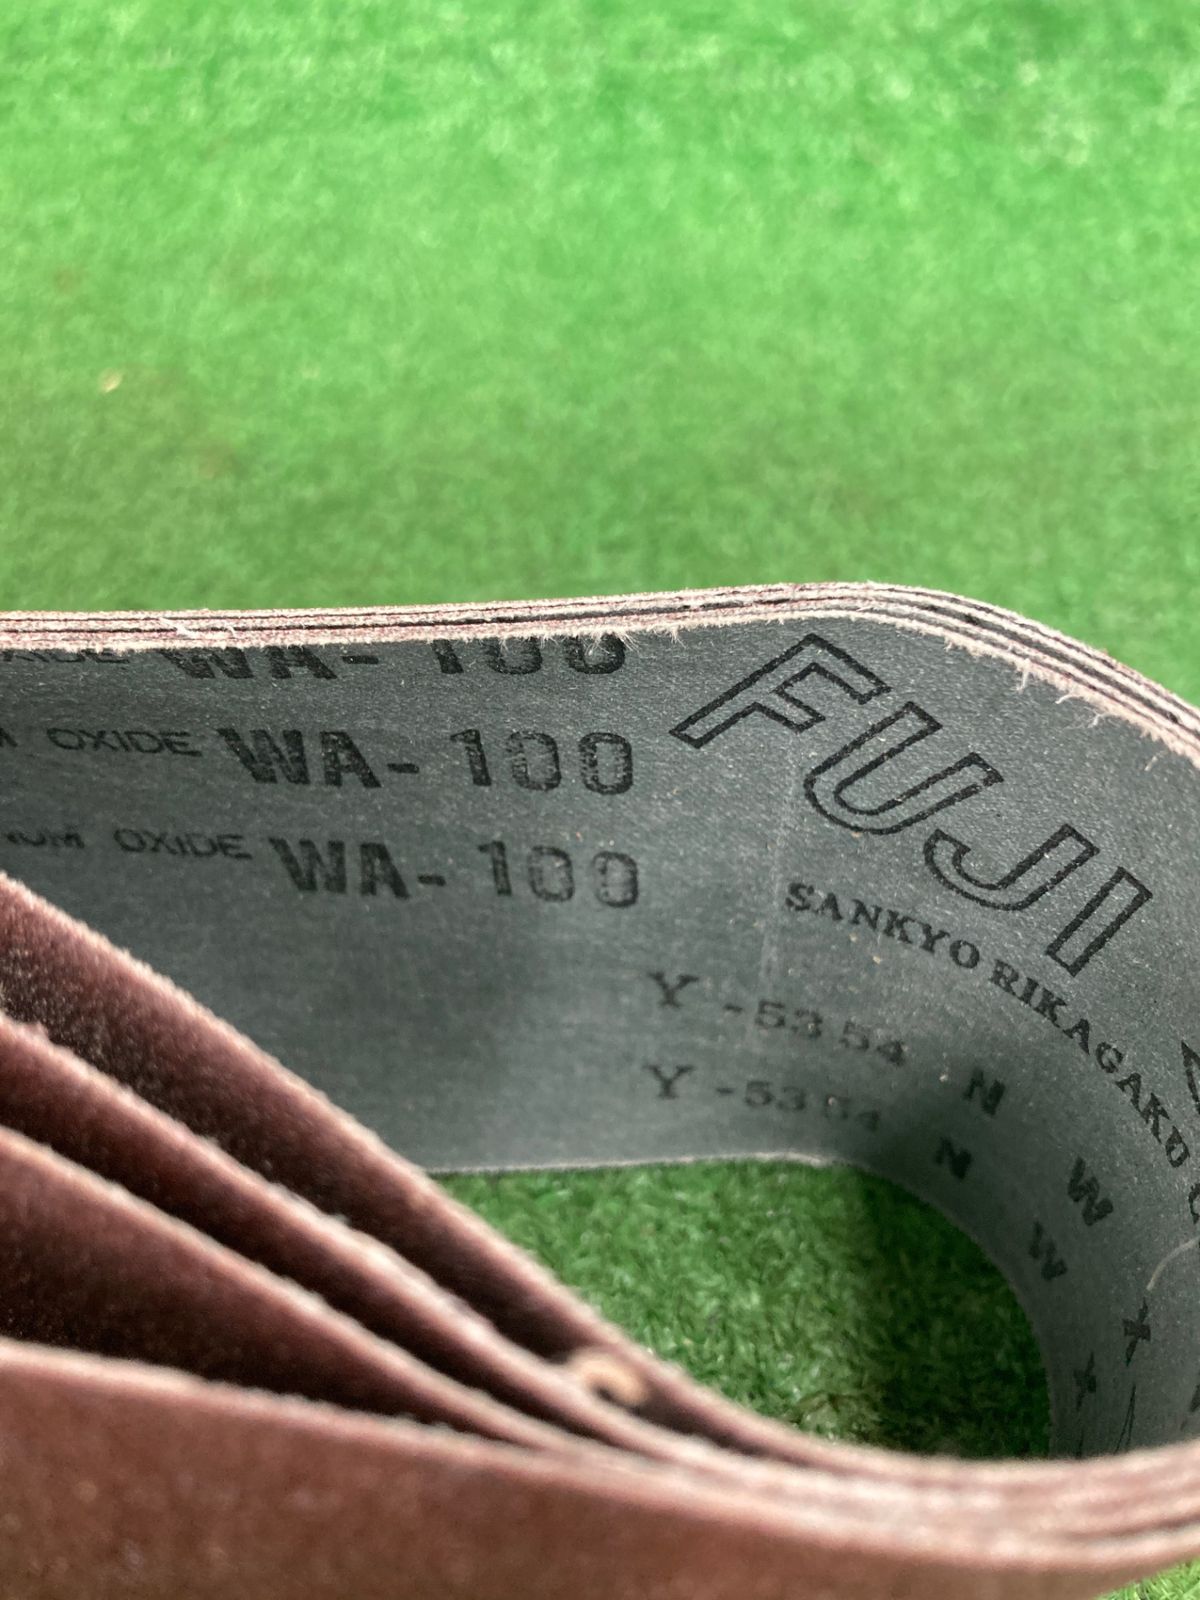 WA- 100
OXIDE WA- 100
OXIDE WA- 100
FUJI
SANKYO RIKAGAKU
Y -5354 N W X
Y -5354 N W X